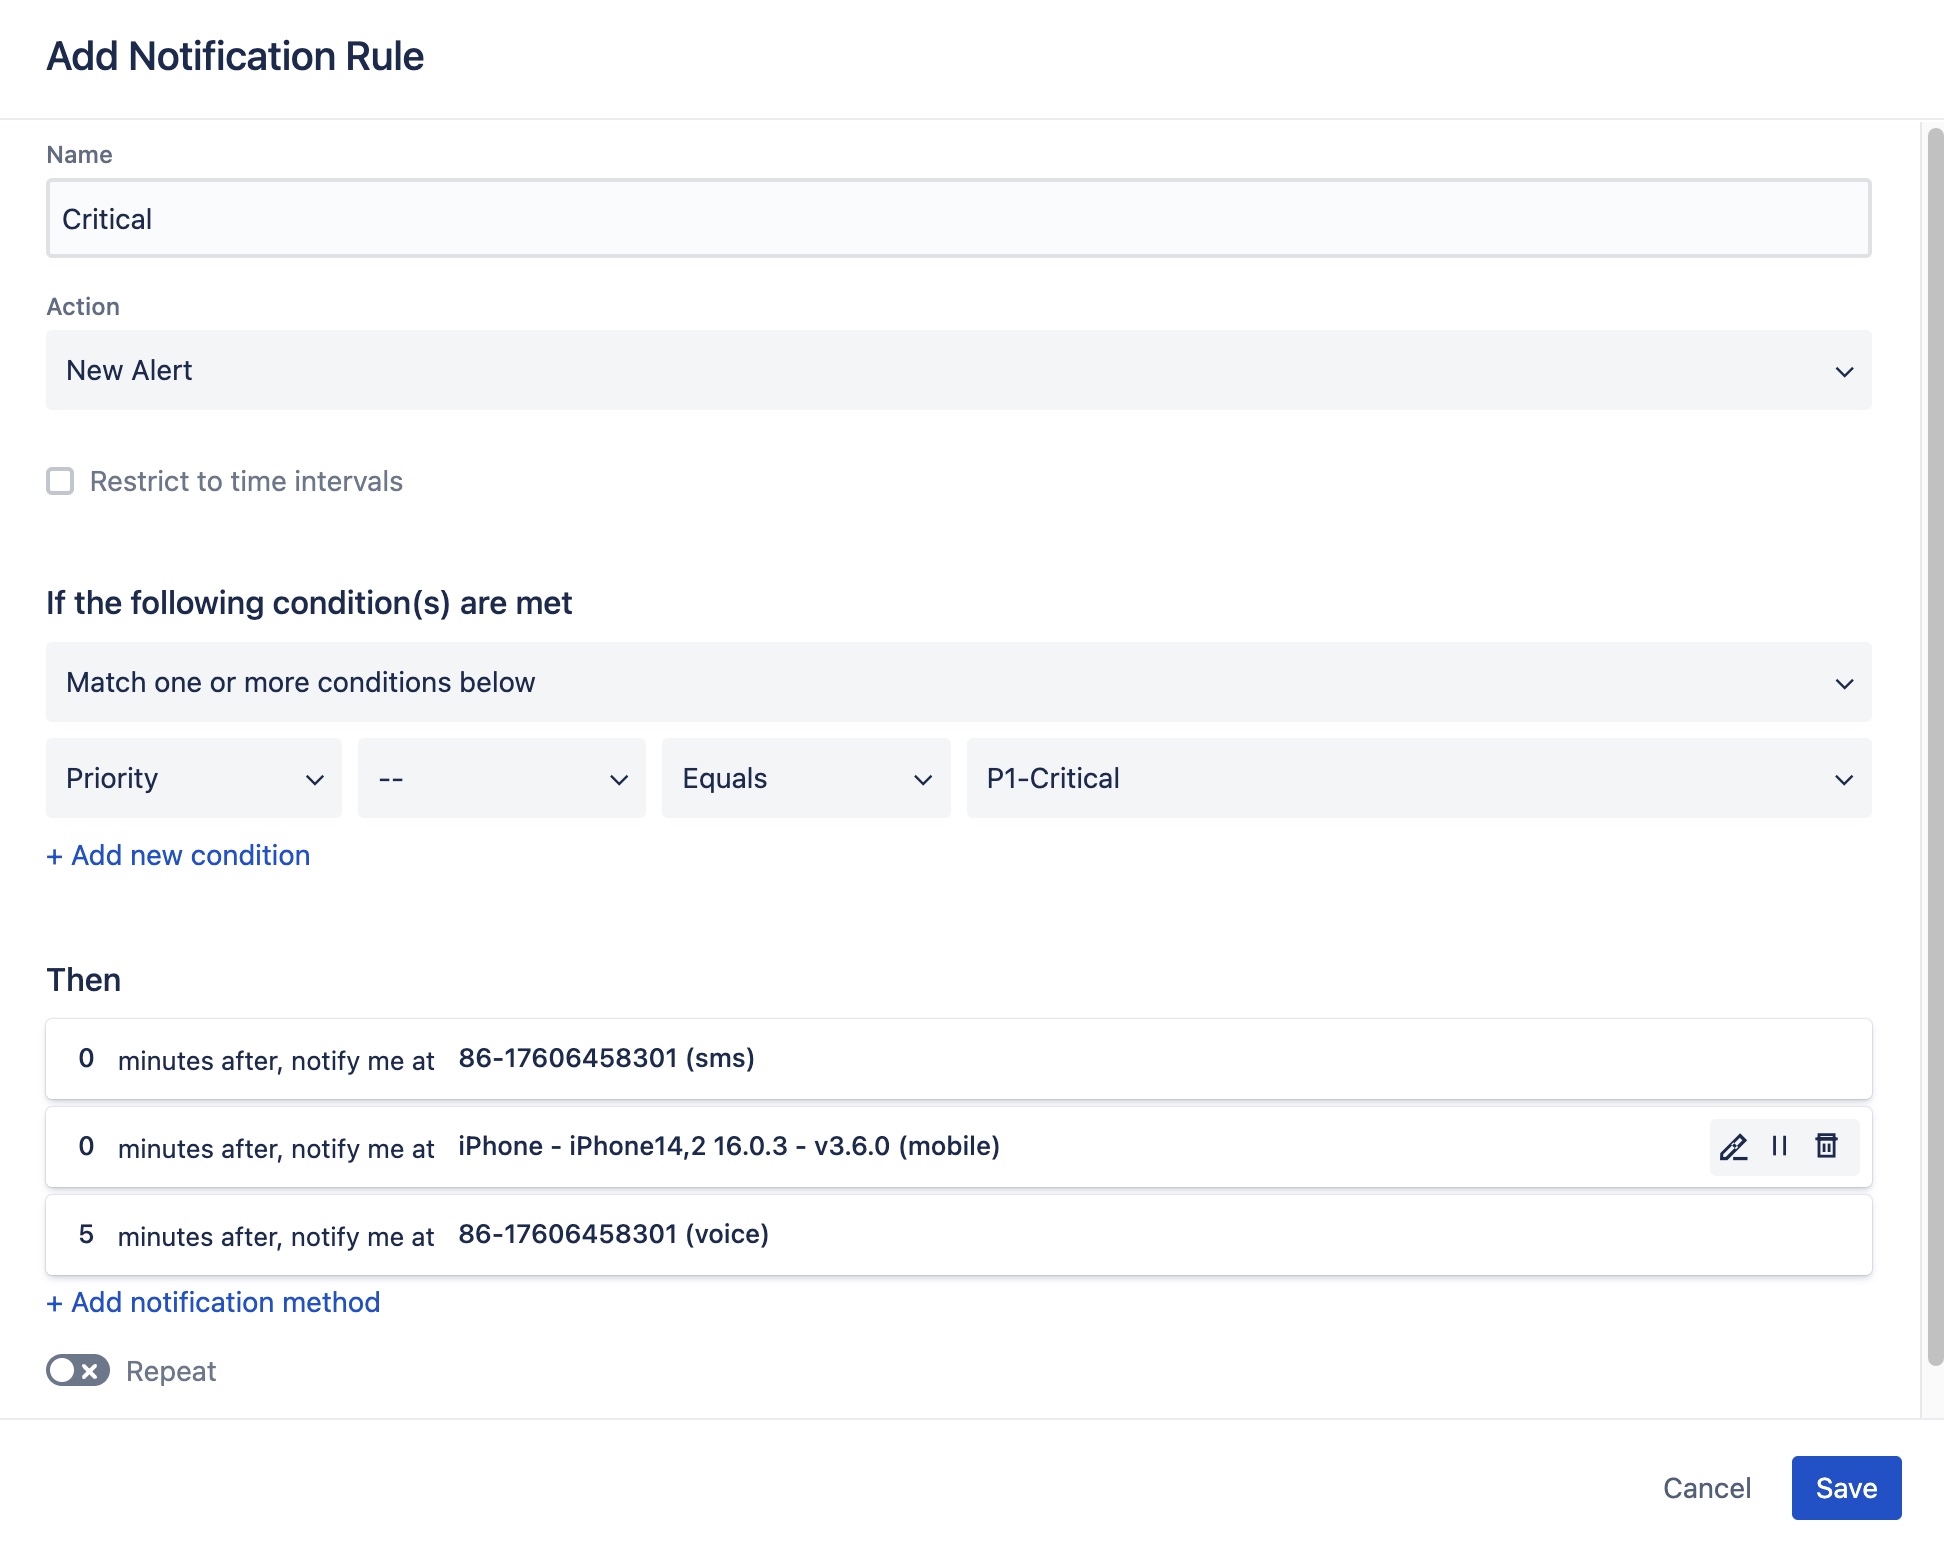 Add Notification Rule
Name
Critical
Action
New Alert
Restrict to time intervals
If the following condition(s) are met
Match one or more conditions below
Priority -- Equals P1-Critical
+ Add new condition
Then
0 minutes after, notify me at 86-17606458301 (sms)
0 minutes after, notify me at iPhone - iPhone14,2 16.0.3 - v3.6.0 (mobile)
5 minutes after, notify me at 86-17606458301 (voice)
+ Add notification method
Repeat
Cancel Save